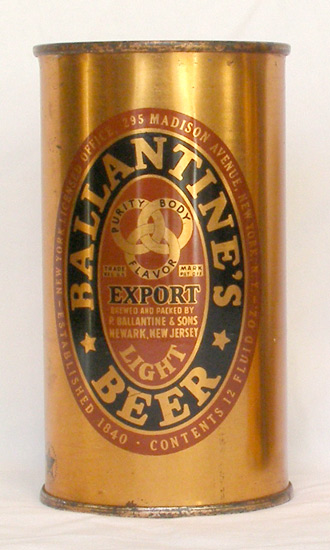 NEW YORK LICENSED OFFICE, 295 MADISON AVENUE, NEW YORK, N.Y.
BALLANTINE'S
PURITY BODY
FLAVOR
TRADE MARK
EXPORT
BREWED AND PACKED BY
P. BALLANTINE & SONS
NEWARK, NEW JERSEY
LIGHT
BEER
ESTABLISHED 1840 · CONTENTS 12 FLUID OZ.